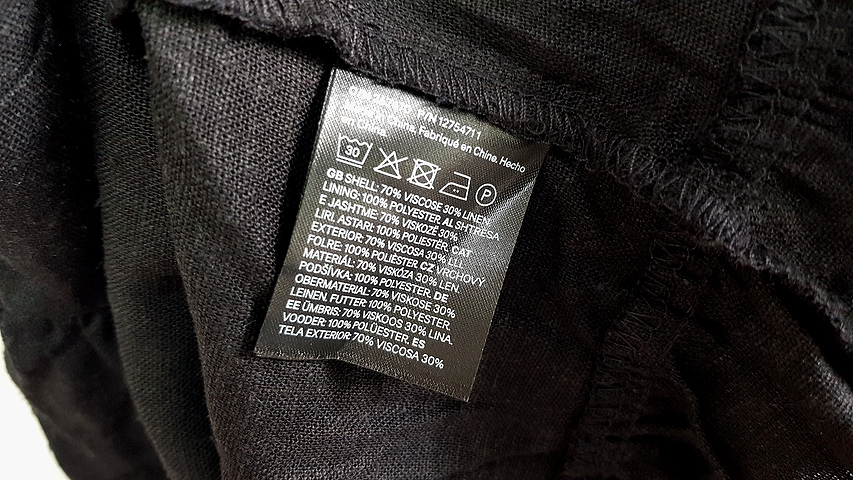 P/N 12754711
China. Fabriqué en Chine. Hecho
en China.
30 P
GB SHELL: 70% VISCOSE 30% LINEN.
LINING: 100% POLYESTER. AL SHTRESA
E JASHTME: 70% VISKOZË 30%
LIRI. ASTARI: 100% POLIESTER. CAT
EXTERIOR: 70% VISCOSA 30% LLI.
FOLRE: 100% POLIÈSTER. CZ VRCHOVÝ
MATERIÁL: 70% VISKÓZA 30% LEN.
PODŠÍVKA: 100% POLYESTER. DE
OBERMATERIAL: 70% VISKOSE 30%
LEINEN. FUTTER: 100% POLYESTER.
EE ÜMBRIS: 70% VISKOOS 30% LINA.
VOODER: 100% POLÜESTER. ES
TELA EXTERIOR: 70% VISCOSA 30%